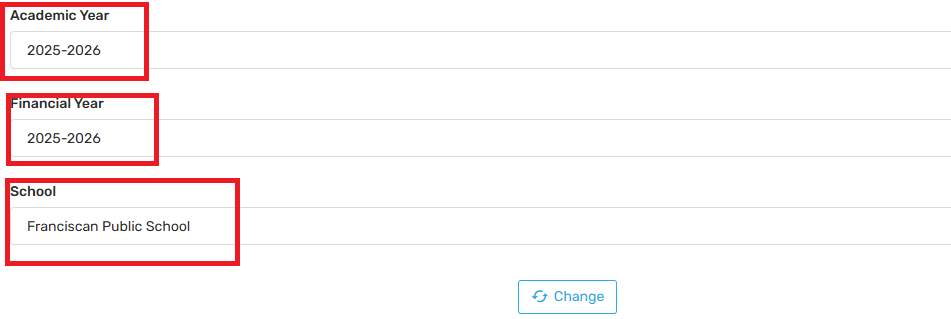 Academic Year
2025-2026
Financial Year
2025-2026
School
Franciscan Public School
Change